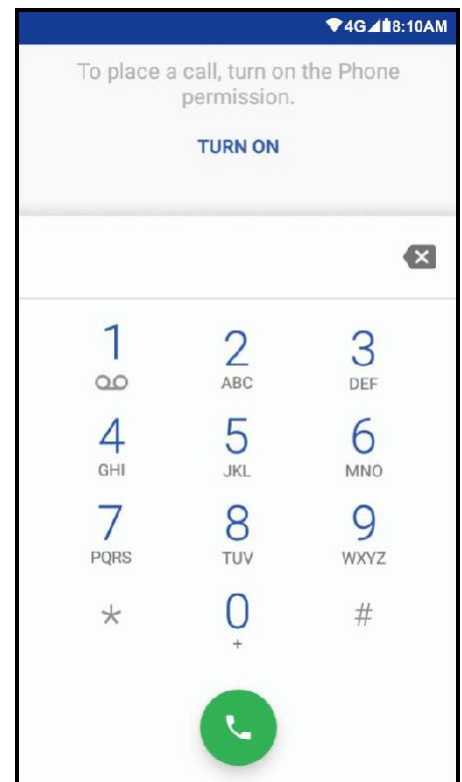 4G 8:10AM
To place a call, turn on the Phone
permission.
TURN ON
1 2 3
ABC DEF
4 5 6
GHI JKL MNO
7 8 9
PQRS TUV WXYZ
* 0 #
+